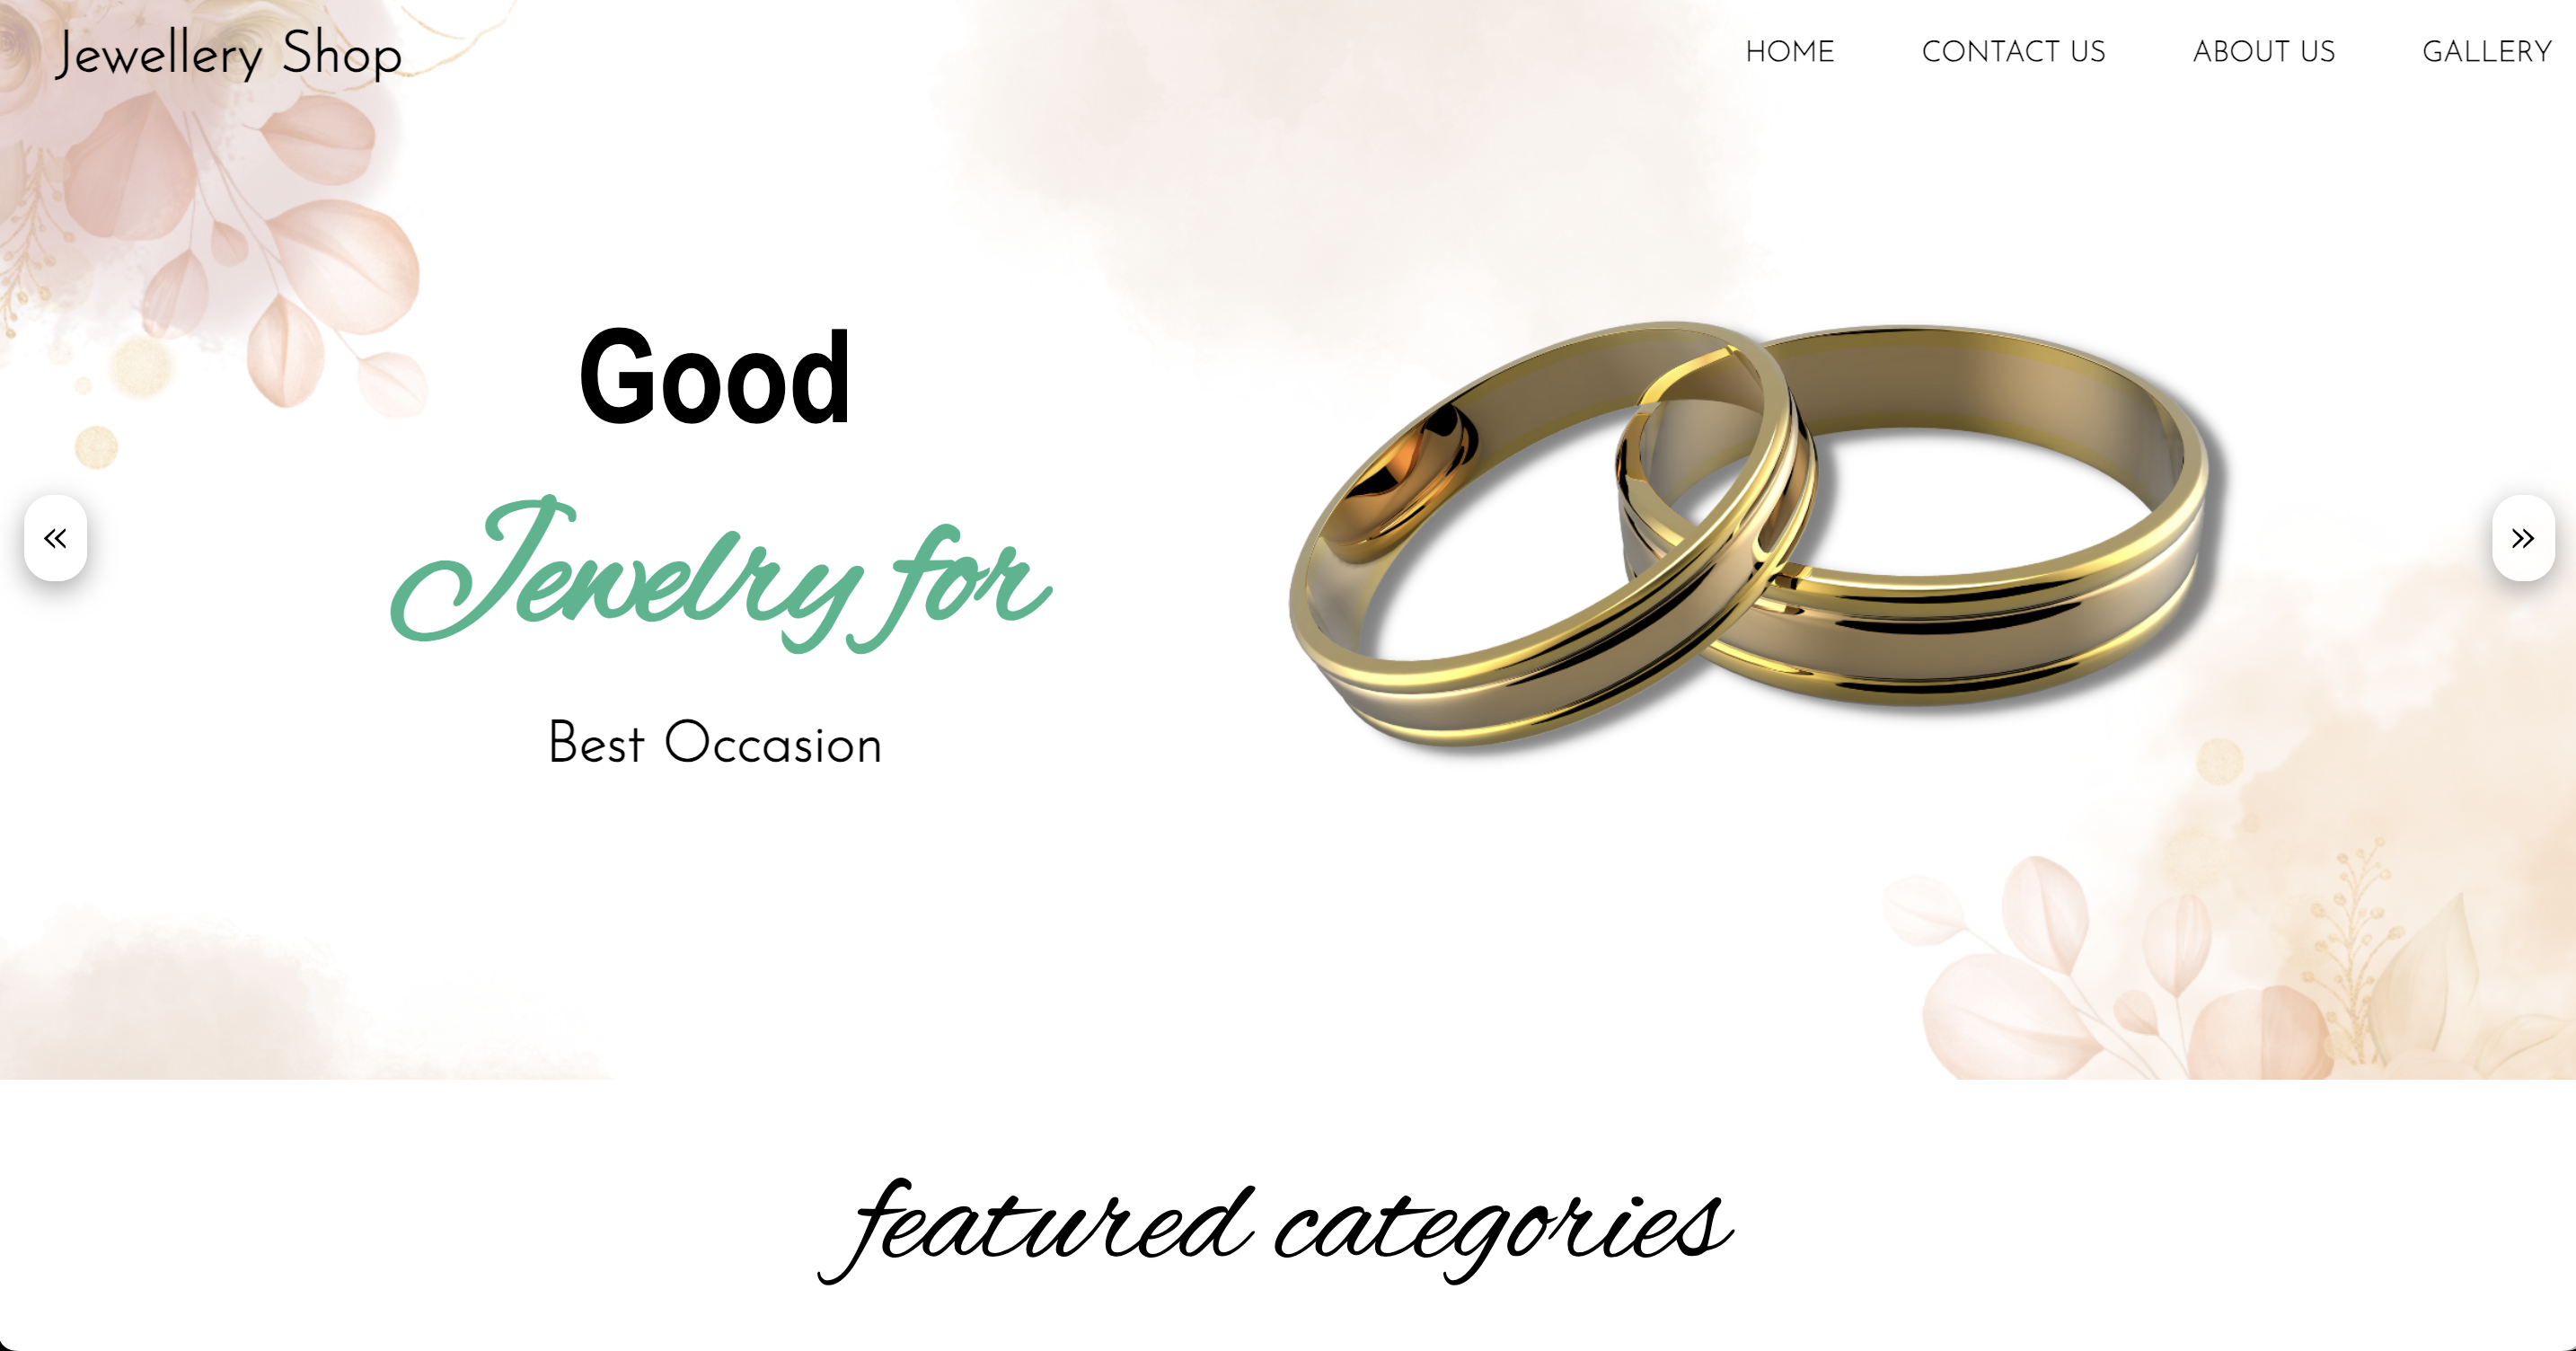 Jewellery Shop
HOME CONTACT US ABOUT US GALLERY
Good
Jewelry for
Best Occasion
featured categories